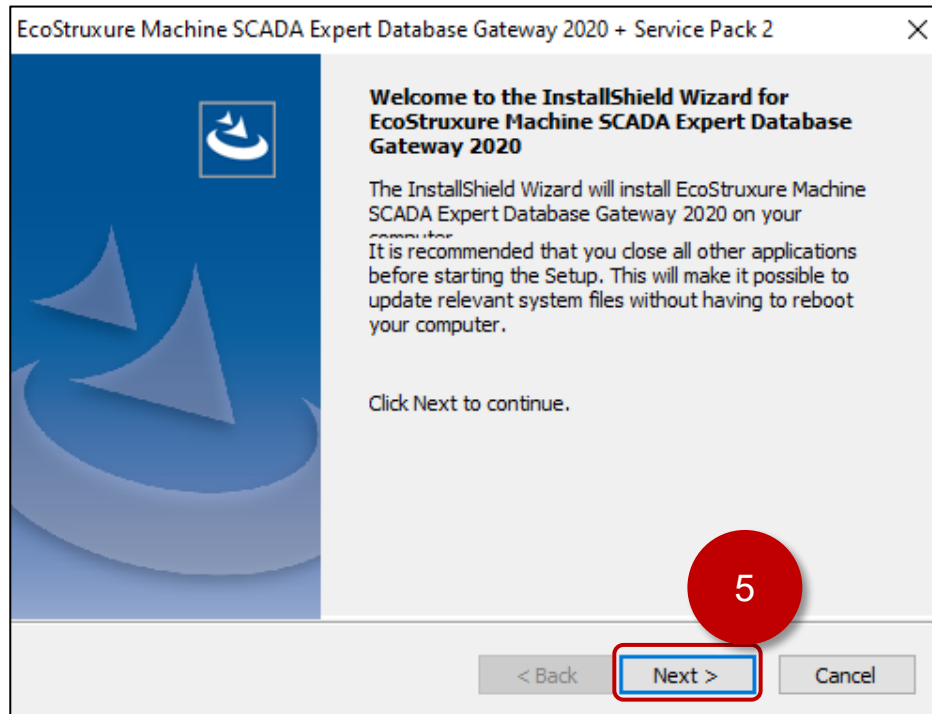 EcoStruxure Machine SCADA Expert Database Gateway 2020 + Service Pack 2
Welcome to the InstallShield Wizard for
EcoStruxure Machine SCADA Expert Database
Gateway 2020
The InstallShield Wizard will install EcoStruxure Machine
SCADA Expert Database Gateway 2020 on your
computer.
It is recommended that you close all other applications
before starting the Setup. This will make it possible to
update relevant system files without having to reboot
your computer.
Click Next to continue.
5
< Back
Next >
Cancel